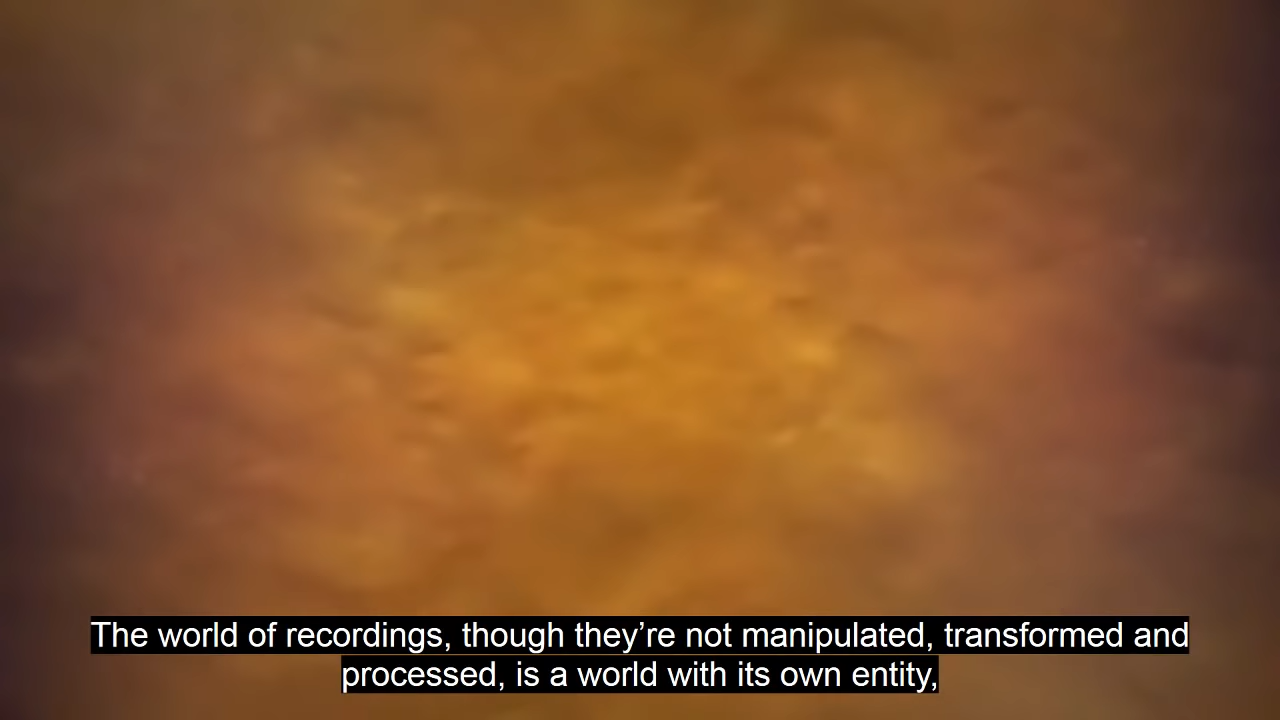 The world of recordings, though they’re not manipulated, transformed and
processed, is a world with its own entity,